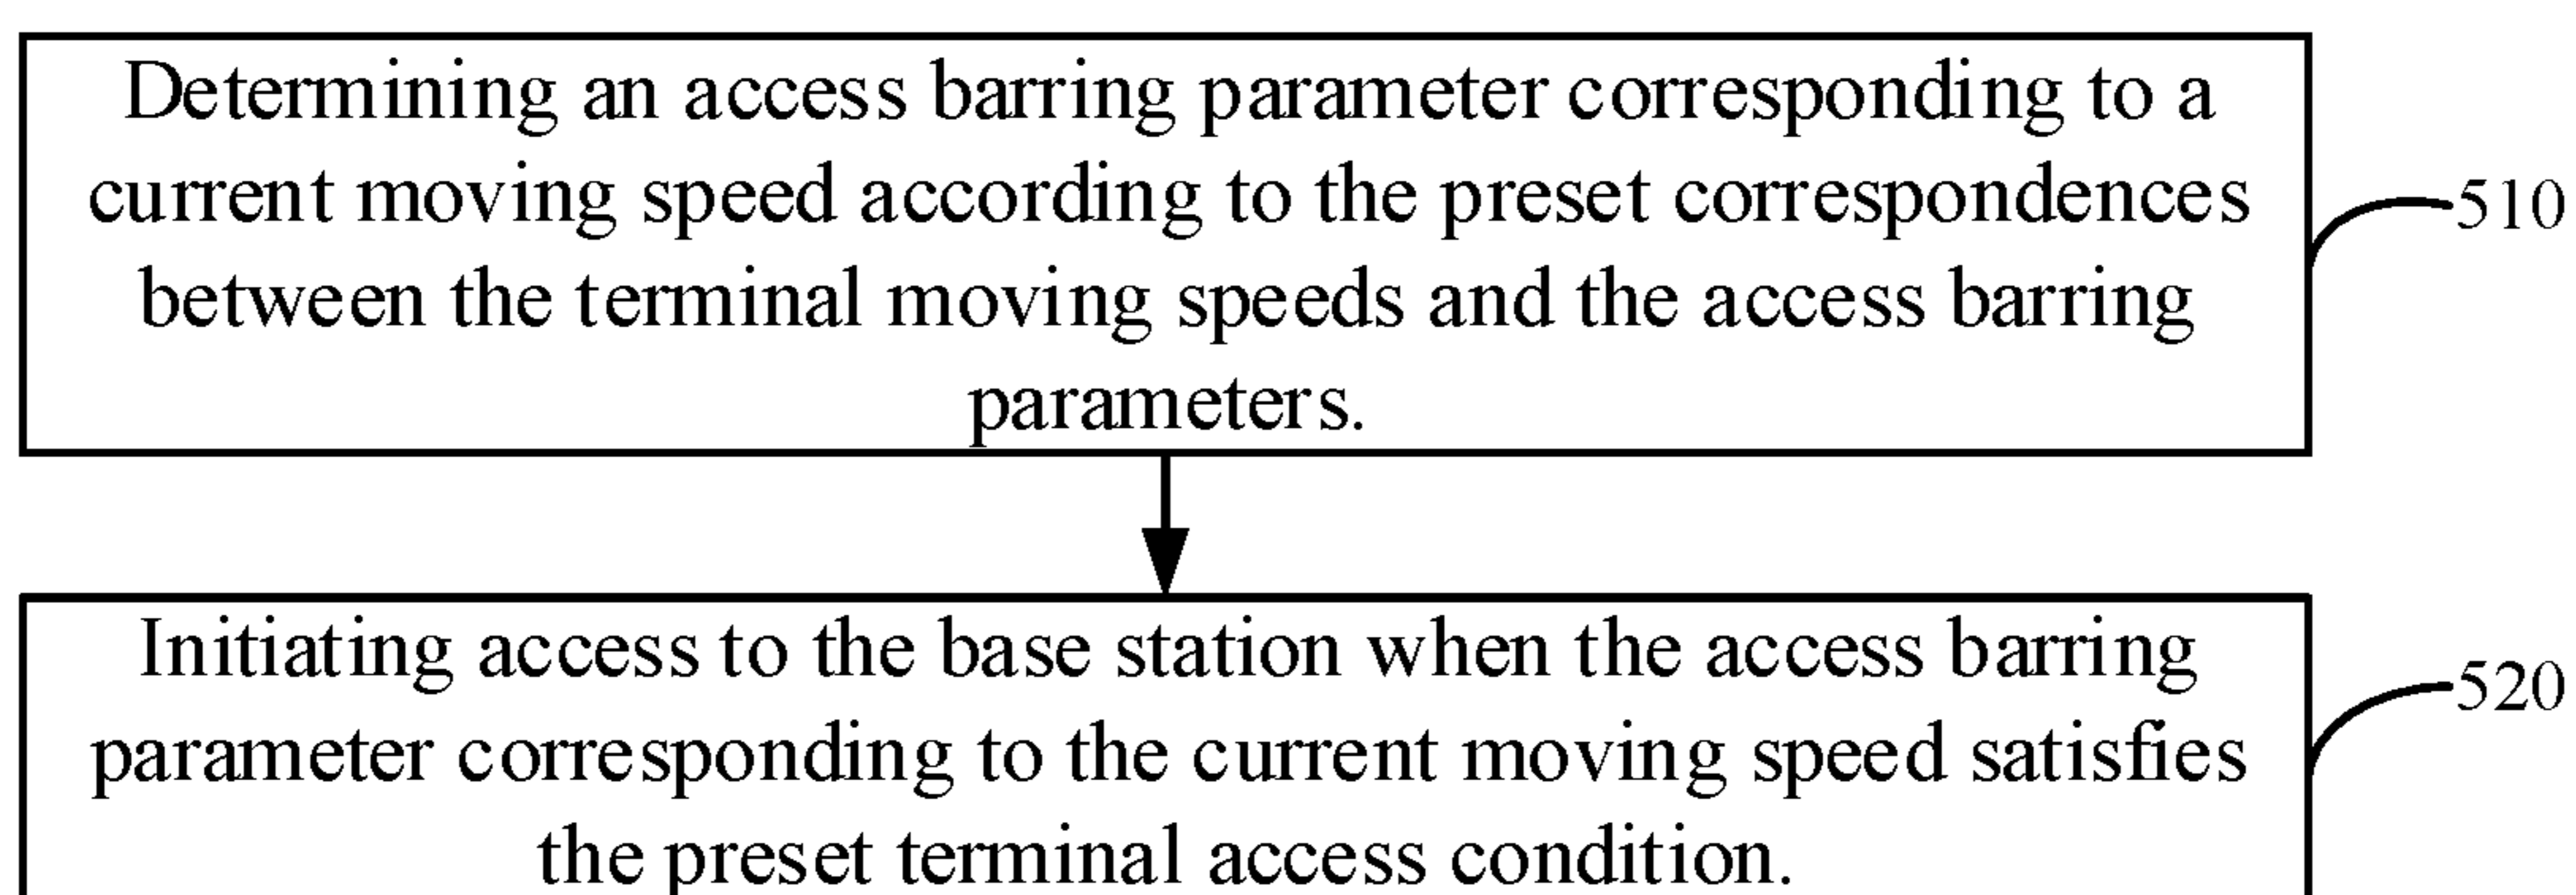 Determining an access barring parameter corresponding to a
current moving speed according to the preset correspondences
between the terminal moving speeds and the access barring
parameters.
510
Initiating access to the base station when the access barring
parameter corresponding to the current moving speed satisfies
the preset terminal access condition.
520